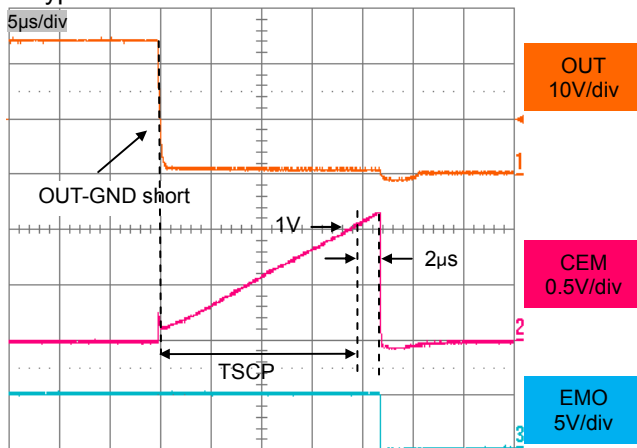 5µs/div
OUT
10V/div
1
OUT-GND short
1V
2µs
CEM
0.5V/div
2
TSCP
EMO
5V/div
3